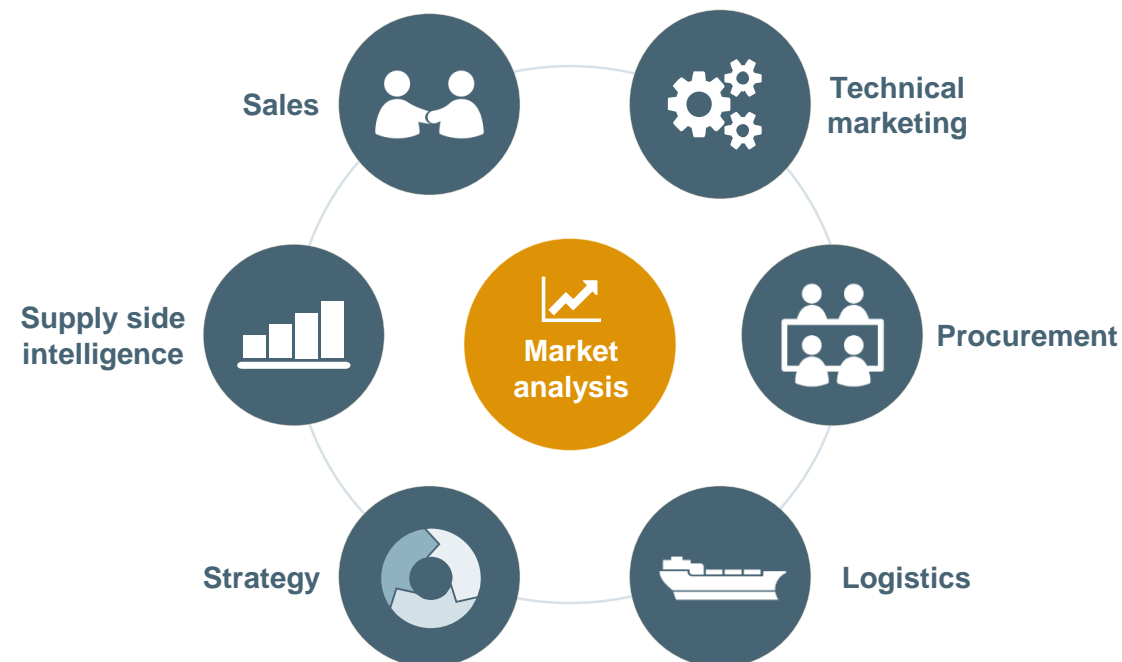 Sales
Technical
marketing
Supply side
intelligence
Market
analysis
Procurement
Strategy
Logistics